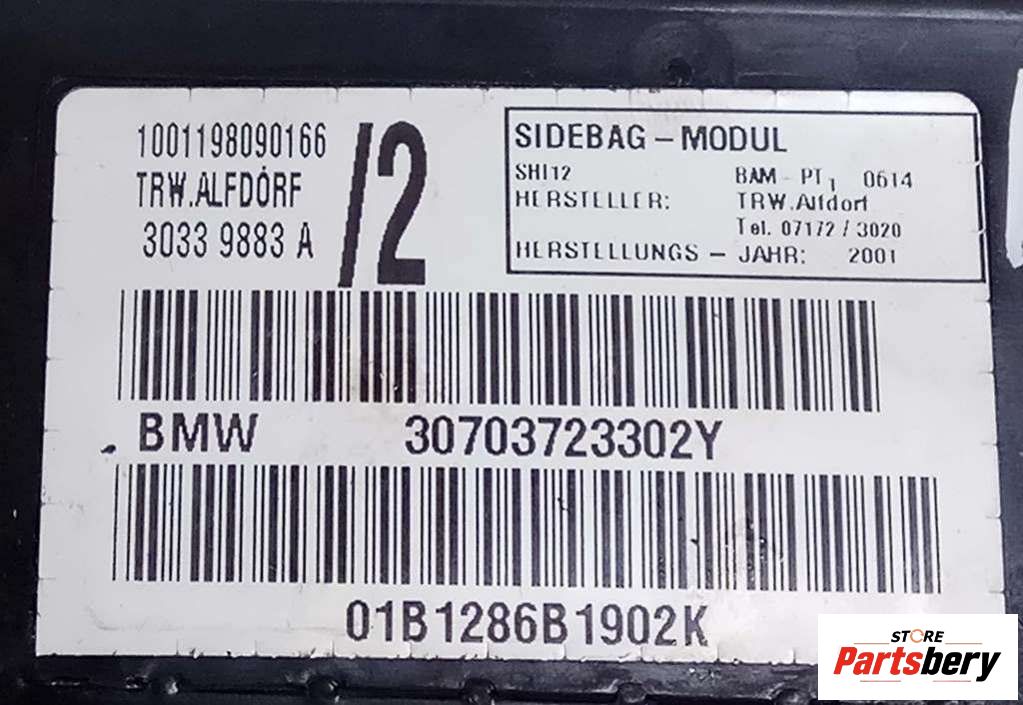 1001198090166
TRW.ALFDORF
3033 9883 A
/2
SIDEBAG - MODUL
SHI12 BAM - PT1 0614
HERSTELLER: TRW.Alfdorf
Tel. 07172 / 3020
HERSTELLUNGS - JAHR: 2001
BMW 30703723302Y
01B1286B1902K
STORE
Partsbery